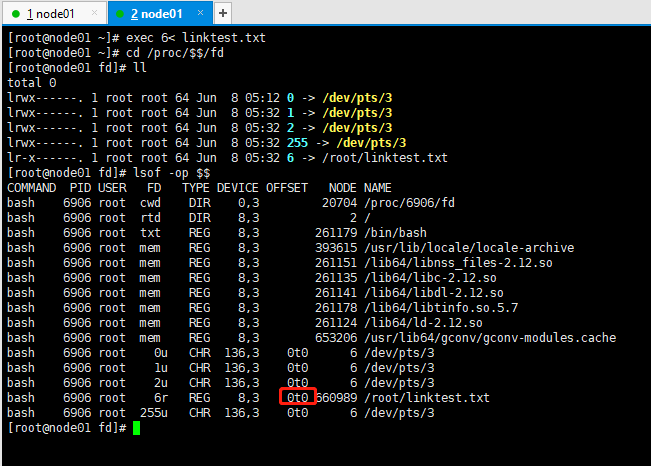 1 node01 × 2 node01 × +
[root@node01 ~]# exec 6< linktest.txt
[root@node01 ~]# cd /proc/$$/fd
[root@node01 fd]# ll
total 0
lrwx------. 1 root root 64 Jun  8 05:12 0 -> /dev/pts/3
lrwx------. 1 root root 64 Jun  8 05:32 1 -> /dev/pts/3
lrwx------. 1 root root 64 Jun  8 05:32 2 -> /dev/pts/3
lrwx------. 1 root root 64 Jun  8 05:32 255 -> /dev/pts/3
lr-x------. 1 root root 64 Jun  8 05:32 6 -> /root/linktest.txt
[root@node01 fd]# lsof -op $$
COMMAND  PID USER   FD   TYPE DEVICE OFFSET   NODE NAME
bash    6906 root  cwd    DIR    0,3         20704 /proc/6906/fd
bash    6906 root  rtd    DIR    8,3             2 /
bash    6906 root  txt    REG    8,3        261179 /bin/bash
bash    6906 root  mem    REG    8,3        393615 /usr/lib/locale/locale-archive
bash    6906 root  mem    REG    8,3        261151 /lib64/libnss_files-2.12.so
bash    6906 root  mem    REG    8,3        261135 /lib64/libc-2.12.so
bash    6906 root  mem    REG    8,3        261141 /lib64/libdl-2.12.so
bash    6906 root  mem    REG    8,3        261178 /lib64/libtinfo.so.5.7
bash    6906 root  mem    REG    8,3        261124 /lib64/ld-2.12.so
bash    6906 root  mem    REG    8,3        653206 /usr/lib64/gconv/gconv-modules.cache
bash    6906 root    0u   CHR  136,3    0t0      6 /dev/pts/3
bash    6906 root    1u   CHR  136,3    0t0      6 /dev/pts/3
bash    6906 root    2u   CHR  136,3    0t0      6 /dev/pts/3
bash    6906 root    6r   REG    8,3    0t0 660989 /root/linktest.txt
bash    6906 root  255u   CHR  136,3    0t0      6 /dev/pts/3
[root@node01 fd]#